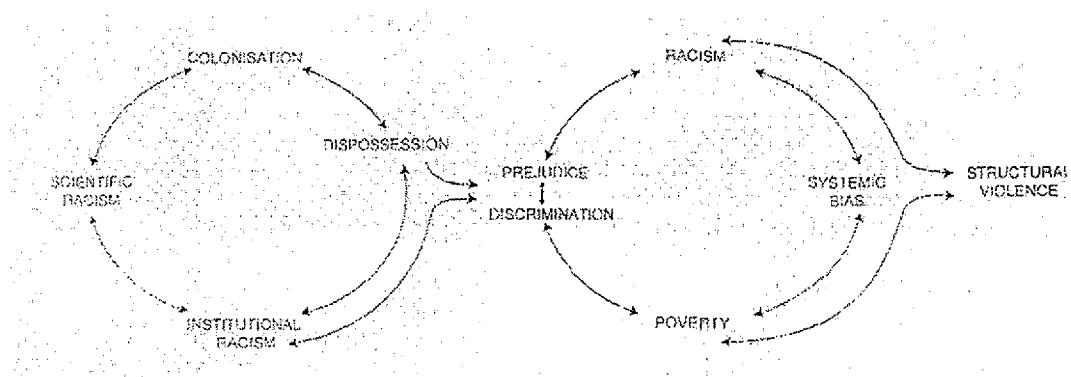 COLONISATION
RACISM
DISPOSSESSION
PREJUDICE
SCIENTIFIC
RACISM
SYSTEMIC
BIAS
STRUCTURAL
VIOLENCE
DISCRIMINATION
INSTITUTIONAL
RACISM
POVERTY